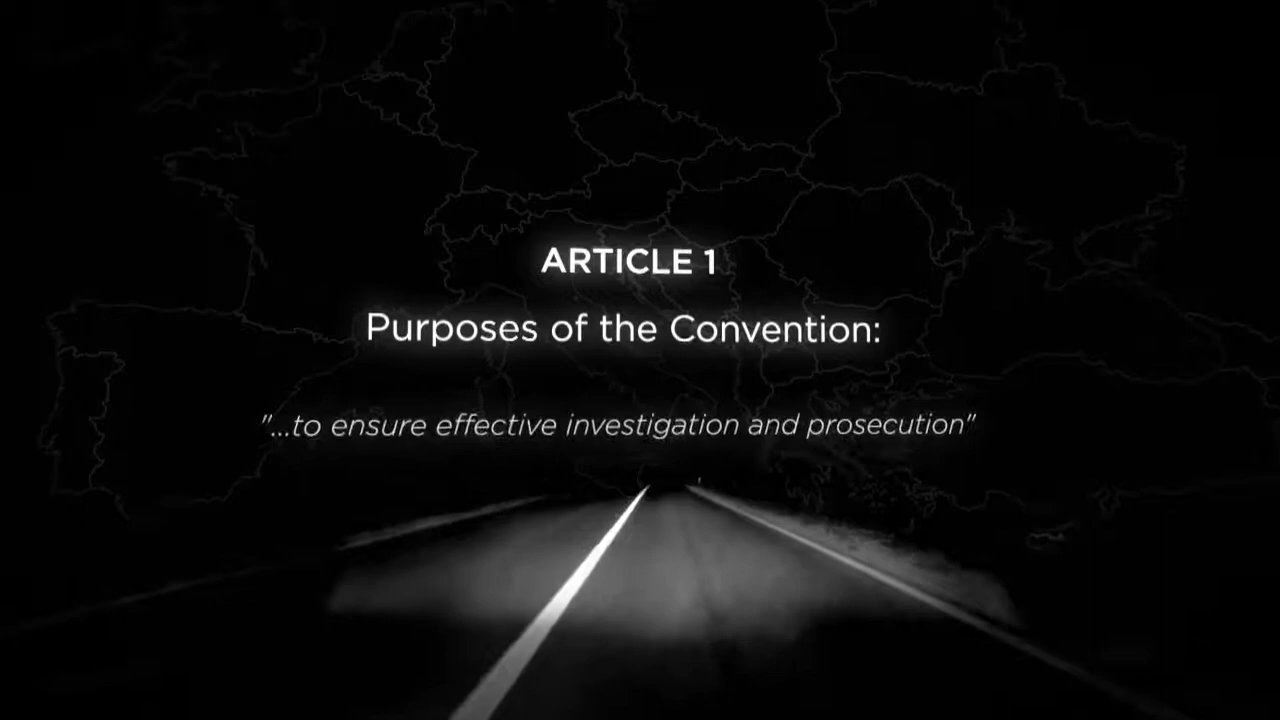 ARTICLE 1
Purposes of the Convention:
"...to ensure effective investigation and prosecution"